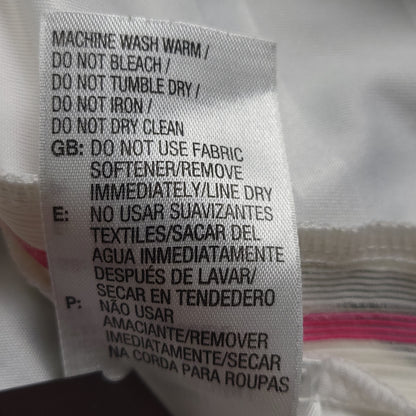 MACHINE WASH WARM /
DO NOT BLEACH /
DO NOT TUMBLE DRY /
DO NOT IRON /
DO NOT DRY CLEAN
GB: DO NOT USE FABRIC
SOFTENER/REMOVE
IMMEDIATELY/LINE DRY
E: NO USAR SUAVIZANTES
TEXTILES/SACAR DEL
AGUA INMEDIATAMENTE
DESPUÉS DE LAVAR/
SECAR EN TENDEDERO
P: NÃO USAR
AMACIANTE/REMOVER
IMEDIATAMENTE/SECAR
NA CORDA PARA ROUPAS